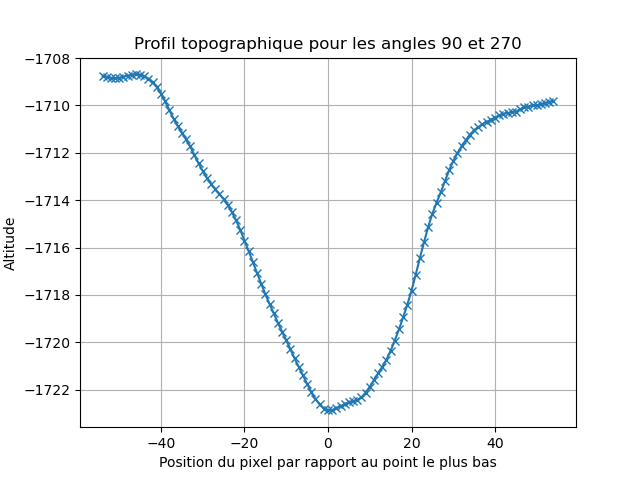 Profil topographique pour les angles 90 et 270
−1708
−1710
−1712
−1714
−1716
−1718
−1720
−1722
Altitude
−40 −20 0 20 40
Position du pixel par rapport au point le plus bas